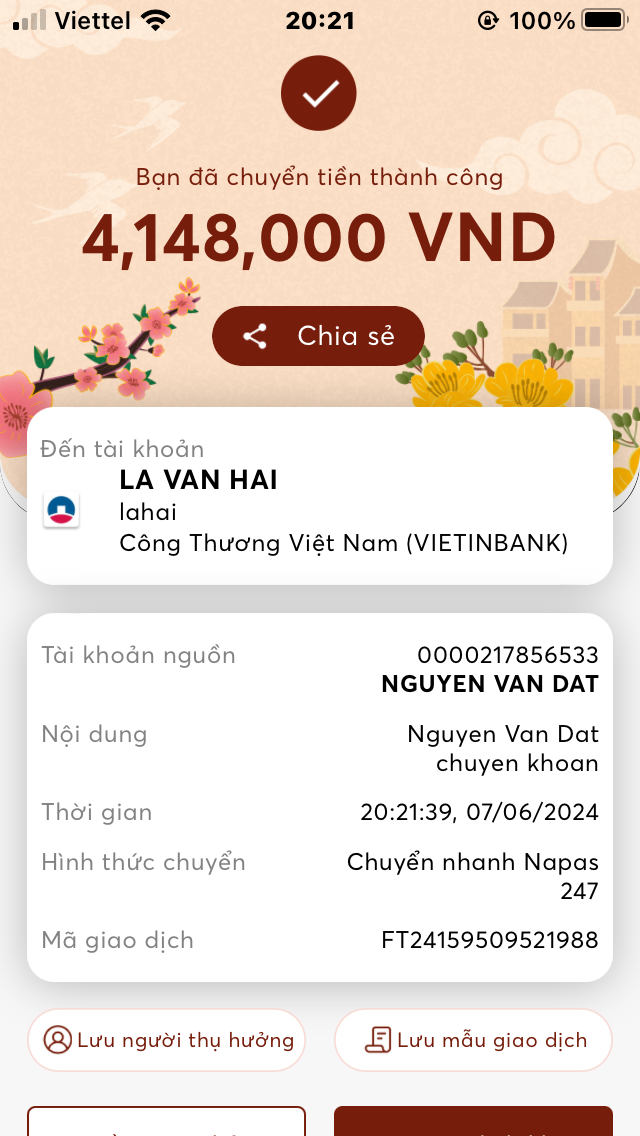 Viettel 20:21 100%
Bạn đã chuyển tiền thành công
4,148,000 VND
Chia sẻ
Đến tài khoản
LA VAN HAI
lahai
Công Thương Việt Nam (VIETINBANK)
Tài khoản nguồn 0000217856533
NGUYEN VAN DAT
Nội dung Nguyen Van Dat
chuyen khoan
Thời gian 20:21:39, 07/06/2024
Hình thức chuyển Chuyển nhanh Napas
247
Mã giao dịch FT24159509521988
Lưu người thụ hưởng Lưu mẫu giao dịch